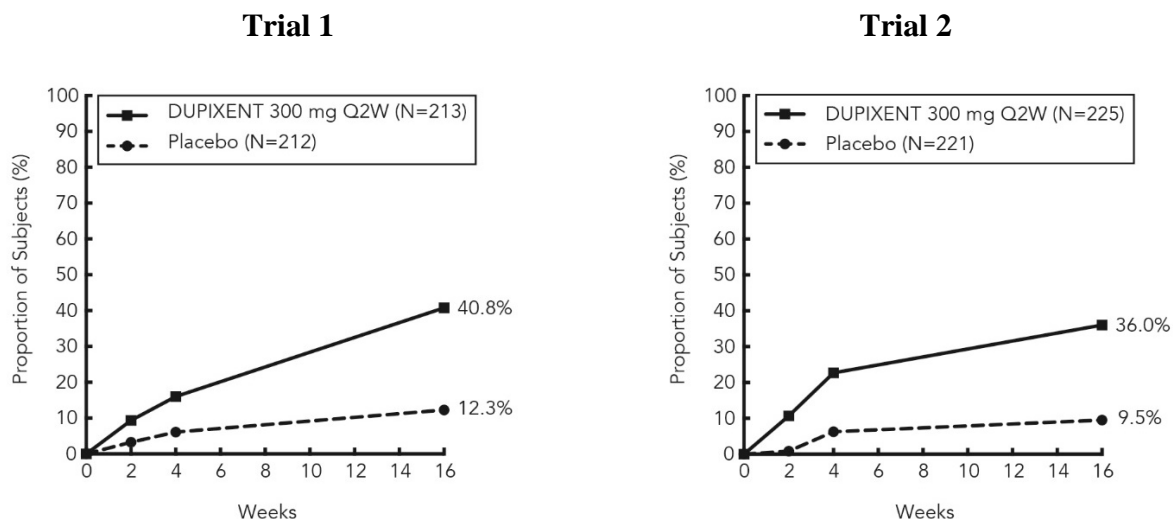 Trial 1
100
90
80
70
60
50
40
30
20
10
0
Proportion of Subjects (%)
DUPIXENT 300 mg Q2W (N=213)
Placebo (N=212)
40.8%
12.3%
0 2 4 6 8 10 12 14 16
Weeks
Trial 2
100
90
80
70
60
50
40
30
20
10
0
Proportion of Subjects (%)
DUPIXENT 300 mg Q2W (N=225)
Placebo (N=221)
36.0%
9.5%
0 2 4 6 8 10 12 14 16
Weeks